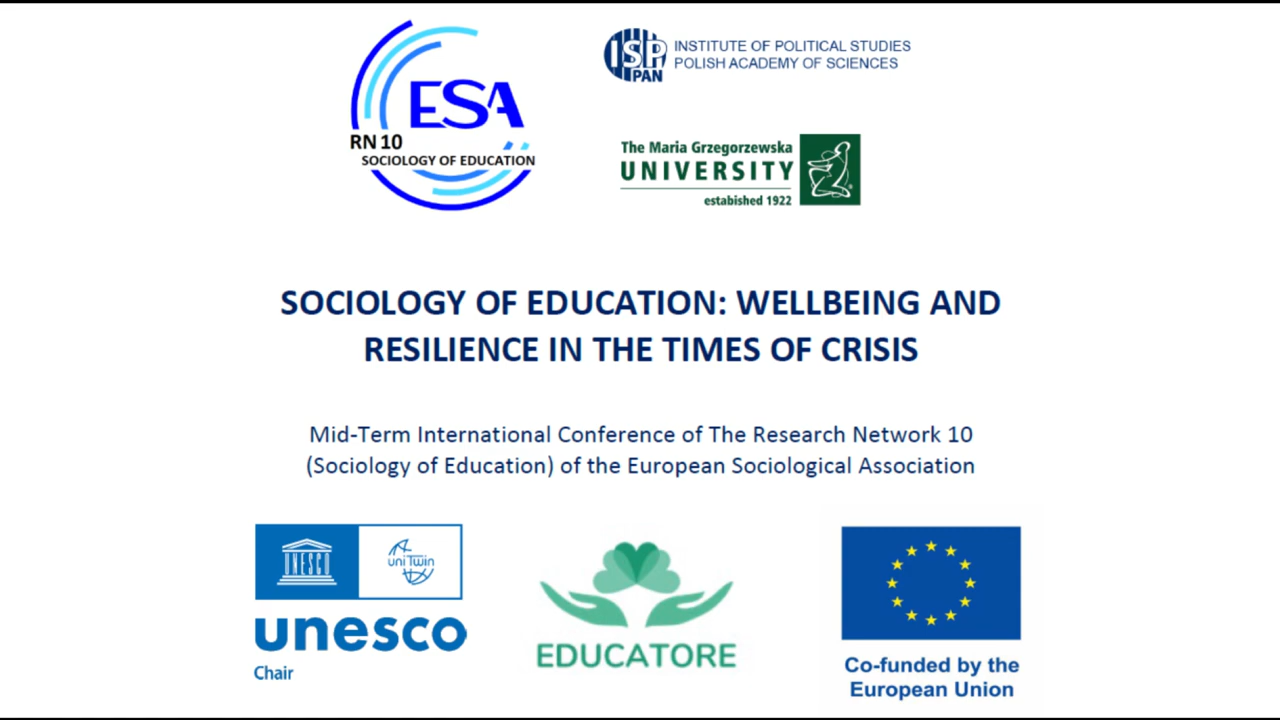 ESA
RN 10
SOCIOLOGY OF EDUCATION
ISP
PAN
INSTITUTE OF POLITICAL STUDIES
POLISH ACADEMY OF SCIENCES
The Maria Grzegorzewska
UNIVERSITY
estabished 1922
SOCIOLOGY OF EDUCATION: WELLBEING AND
RESILIENCE IN THE TIMES OF CRISIS
Mid-Term International Conference of The Research Network 10
(Sociology of Education) of the European Sociological Association
UNESCO
uniTwin
unesco
Chair
EDUCATORE
Co-funded by the
European Union